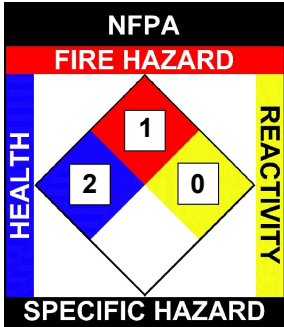 NFPA
FIRE HAZARD
HEALTH
1
2
0
REACTIVITY
SPECIFIC HAZARD